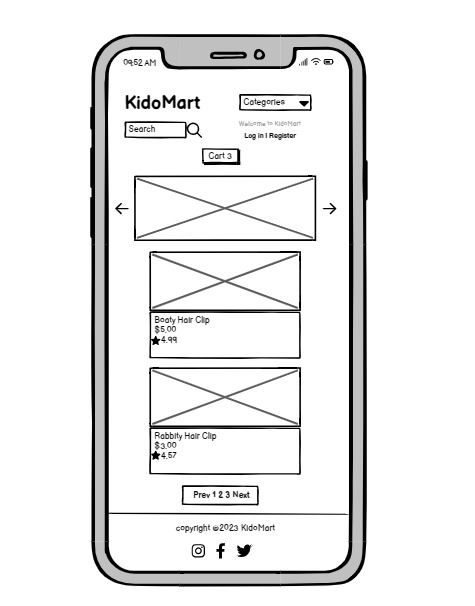 09:52 AM
KidoMart
Categories
Search
Welcome to KidoMart
Log in I Register
Cart 3
Booty Hair Clip
$5.00
4.99
Rabbity Hair Clip
$3.00
4.57
Prev 1 2 3 Next
copyright ©2023 KidoMart